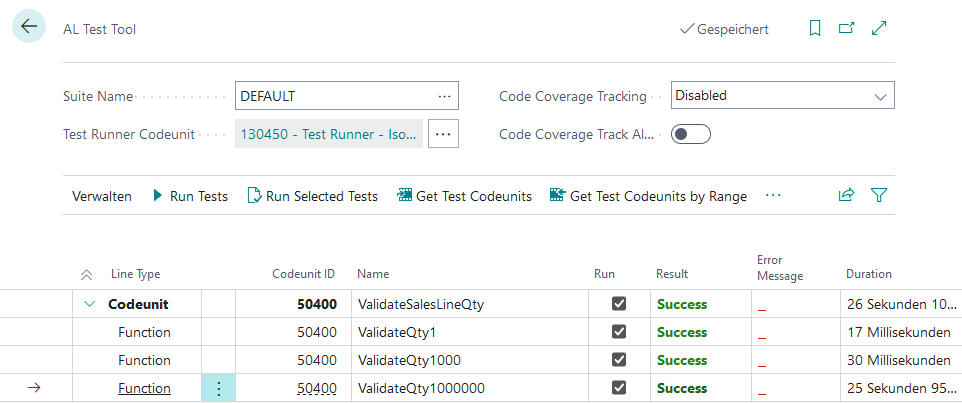 AL Test Tool
Gespeichert
Suite Name DEFAULT ...
Code Coverage Tracking Disabled
Test Runner Codeunit 130450 - Test Runner - Iso... ...
Code Coverage Track Al...
Verwalten Run Tests Run Selected Tests Get Test Codeunits Get Test Codeunits by Range ...
Line Type Codeunit ID Name Run Result Error Message Duration
Codeunit 50400 ValidateSalesLineQty Success _ 26 Sekunden 10...
Function 50400 ValidateQty1 Success _ 17 Millisekunden
Function 50400 ValidateQty1000 Success _ 30 Millisekunden
Function 50400 ValidateQty1000000 Success _ 25 Sekunden 95...